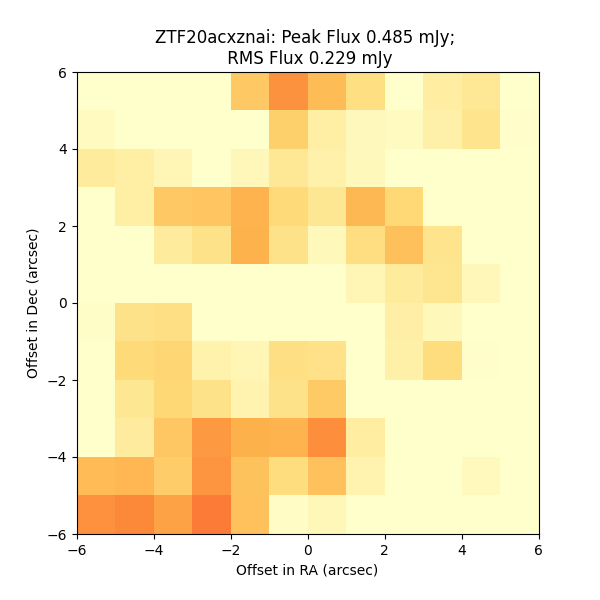 ZTF20acxznai: Peak Flux 0.485 mJy;
RMS Flux 0.229 mJy
6
4
2
0
−2
−4
−6
Offset in Dec (arcsec)
−6 −4 −2 0 2 4 6
Offset in RA (arcsec)